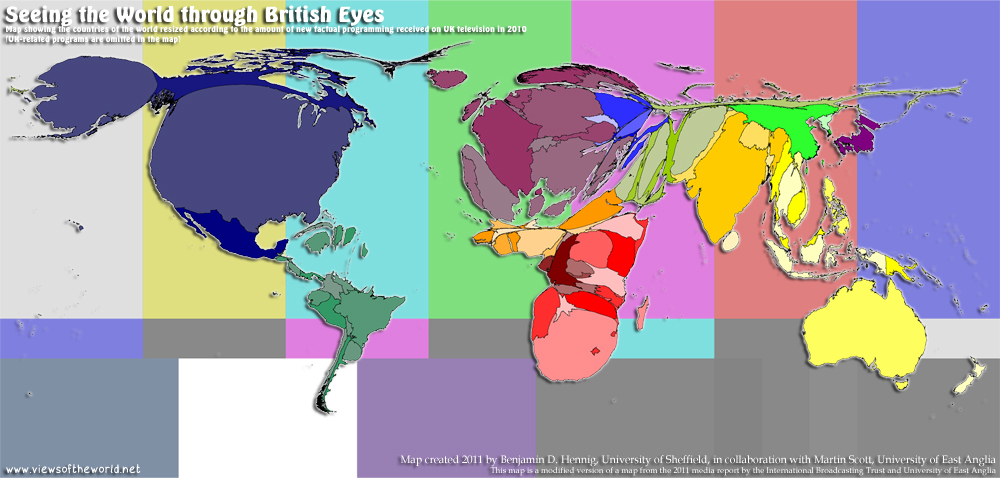 Seeing the World through British Eyes
Map showing the countries of the world resized according to the amount of new factual programming received on UK television in 2010
(UK-related programs are omitted in the map)
www.viewsoftheworld.net
Map created 2011 by Benjamin D. Hennig, University of Sheffield, in collaboration with Martin Scott, University of East Anglia
This map is a modified version of a map from the 2011 media report by the International Broadcasting Trust and University of East Anglia